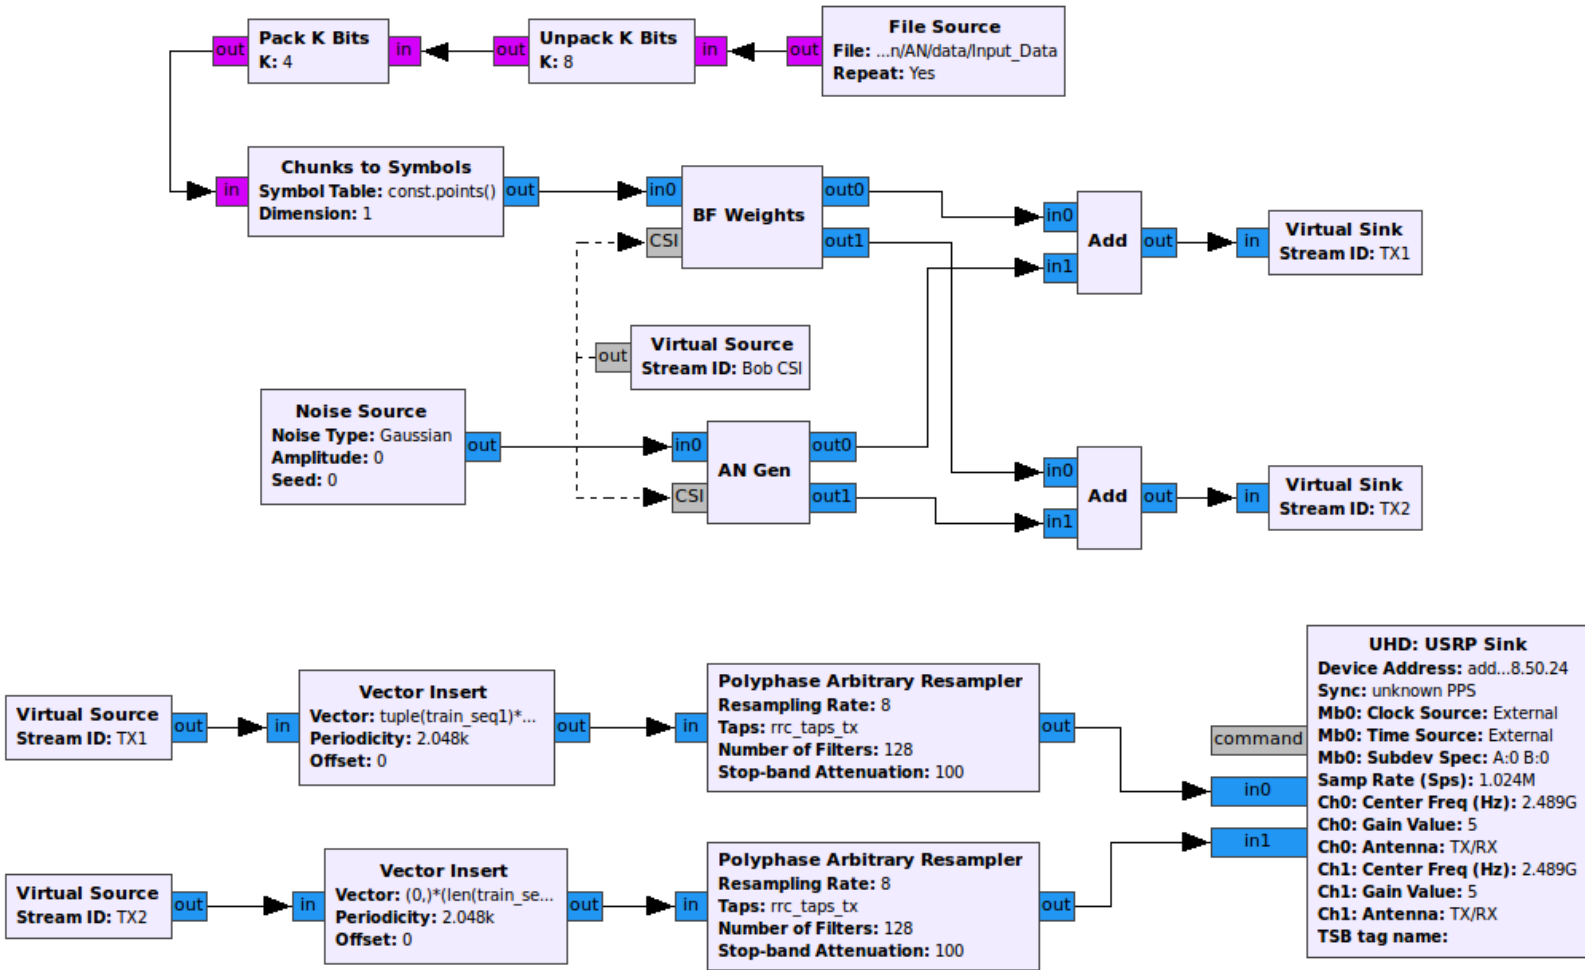 out
Pack K Bits
K: 4
in
out
Unpack K Bits
K: 8
in
out
File Source
File: ...n/AN/data/Input_Data
Repeat: Yes
in
Chunks to Symbols
Symbol Table: const.points()
Dimension: 1
out
in0
CSI
BF Weights
out0
out1
in0
in1
Add
out
in
Virtual Sink
Stream ID: TX1
out
Virtual Source
Stream ID: Bob CSI
Noise Source
Noise Type: Gaussian
Amplitude: 0
Seed: 0
out
in0
CSI
AN Gen
out0
out1
in0
in1
Add
out
in
Virtual Sink
Stream ID: TX2
Virtual Source
Stream ID: TX1
out
in
Vector Insert
Vector: tuple(train_seq1)*...
Periodicity: 2.048k
Offset: 0
out
in
Polyphase Arbitrary Resampler
Resampling Rate: 8
Taps: rrc_taps_tx
Number of Filters: 128
Stop-band Attenuation: 100
out
Virtual Source
Stream ID: TX2
out
in
Vector Insert
Vector: (0,)*(len(train_se...
Periodicity: 2.048k
Offset: 0
out
in
Polyphase Arbitrary Resampler
Resampling Rate: 8
Taps: rrc_taps_tx
Number of Filters: 128
Stop-band Attenuation: 100
out
command
in0
in1
UHD: USRP Sink
Device Address: add...8.50.24
Sync: unknown PPS
Mb0: Clock Source: External
Mb0: Time Source: External
Mb0: Subdev Spec: A:0 B:0
Samp Rate (Sps): 1.024M
Ch0: Center Freq (Hz): 2.489G
Ch0: Gain Value: 5
Ch0: Antenna: TX/RX
Ch1: Center Freq (Hz): 2.489G
Ch1: Gain Value: 5
Ch1: Antenna: TX/RX
TSB tag name: